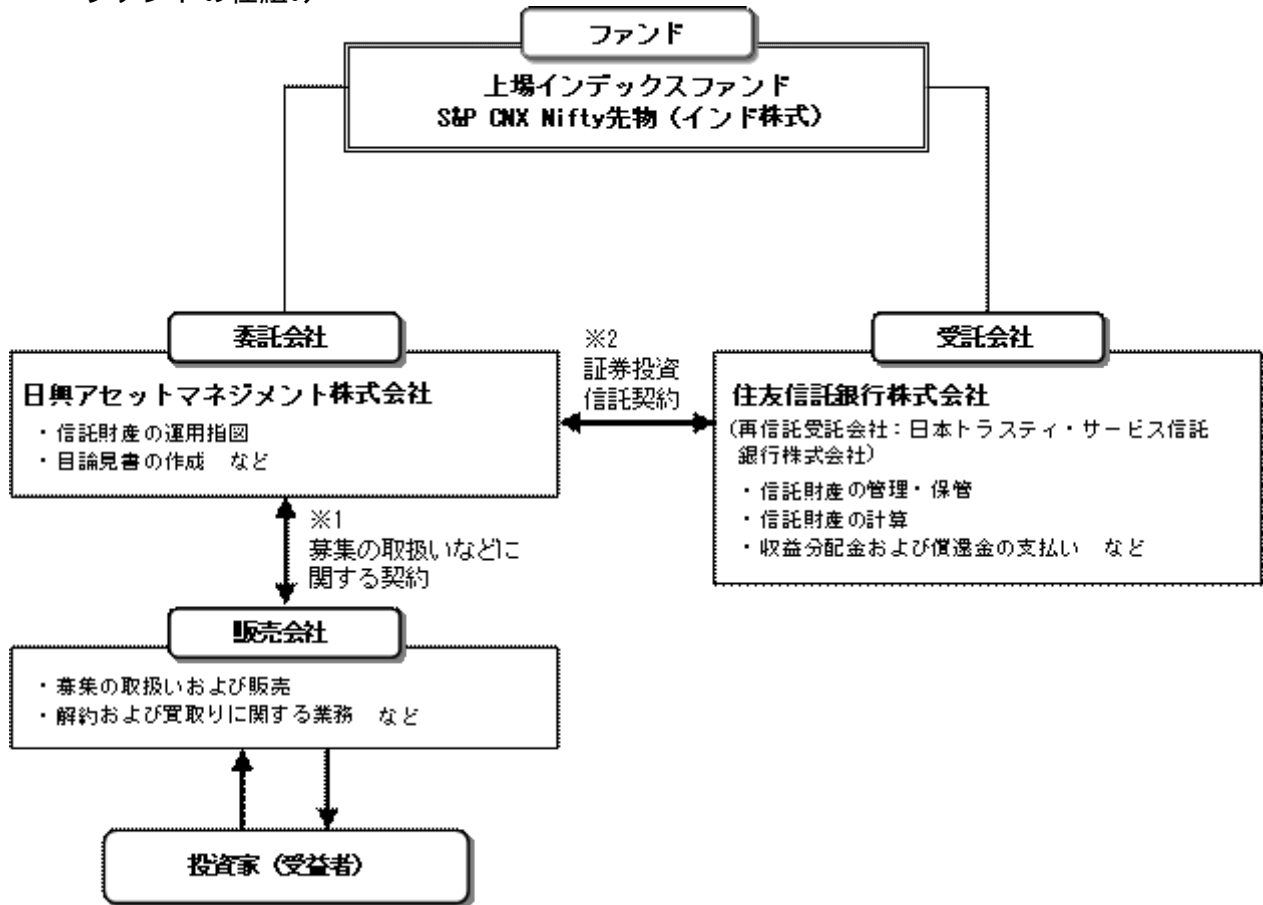 ファンドの仕組み
ファンド
上場インデックスファンド
S&P CNX Nifty先物（インド株式）
委託会社
日興アセットマネジメント株式会社
・信託財産の運用指図
・目論見書の作成　など
※2
証券投資
信託契約
受託会社
住友信託銀行株式会社
（再信託受託会社：日本トラスティ・サービス信託
銀行株式会社）
・信託財産の管理・保管
・信託財産の計算
・収益分配金および償還金の支払い　など
※1
募集の取扱いなどに
関する契約
販売会社
・募集の取扱いおよび販売
・解約および買取りに関する業務　など
投資家（受益者）